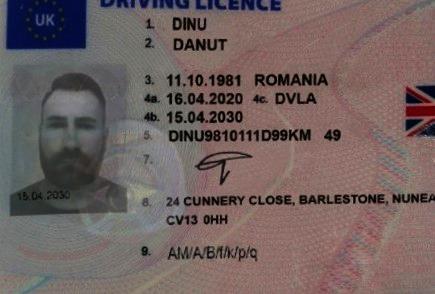 DRIVING LICENCE
UK
1. DINU
2. DANUT
3. 11.10.1981 ROMANIA
4a. 16.04.2020 4c. DVLA
4b. 15.04.2030
5. DINU9810111D99KM 49
7.
15.04.2030
8. 24 CUNNERY CLOSE, BARLESTONE, NUNEA
CV13 0HH
9. AM/A/B/f/k/p/q